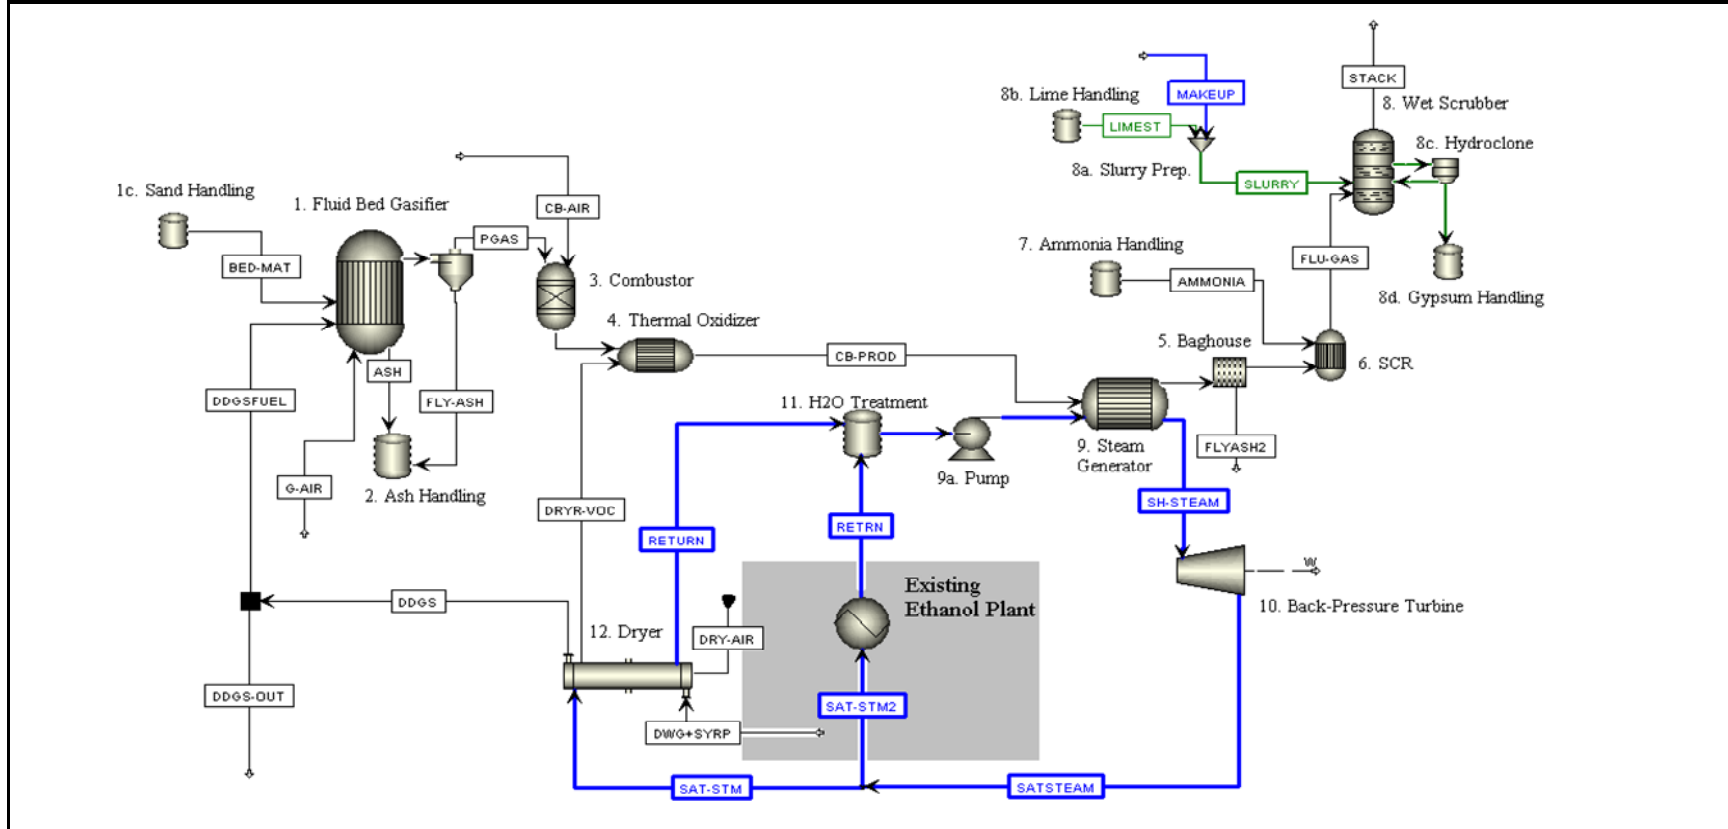 STACK
8b. Lime Handling
MAKEUP
8. Wet Scrubber
LIMEST
8c. Hydroclone
8a. Slurry Prep.
SLURRY
1c. Sand Handling
1. Fluid Bed Gasifier
CB-AIR
PGAS
7. Ammonia Handling
FLU-GAS
BED-MAT
3. Combustor
AMMONIA
8d. Gypsum Handling
4. Thermal Oxidizer
5. Baghouse
CB-PROD
6. SCR
ASH
DDGSFUEL
FLY-ASH
11. H2O Treatment
9. Steam
Generator
FLYASH2
9a. Pump
G-AIR
2. Ash Handling
SH-STEAM
DRYR-VOC
RETURN
RETRN
W
Existing
Ethanol Plant
DDGS
10. Back-Pressure Turbine
12. Dryer
DRY-AIR
DDGS-OUT
SAT-STM2
DWG+SYRP
SAT-STM
SATSTEAM